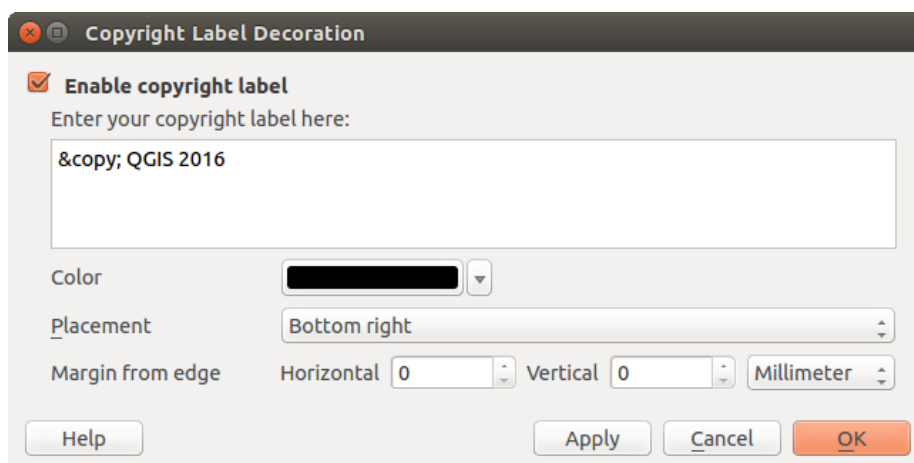 Copyright Label Decoration
Enable copyright label
Enter your copyright label here:
&copy; QGIS 2016
Color
Placement Bottom right
Margin from edge Horizontal 0 Vertical 0 Millimeter
Help Apply Cancel OK